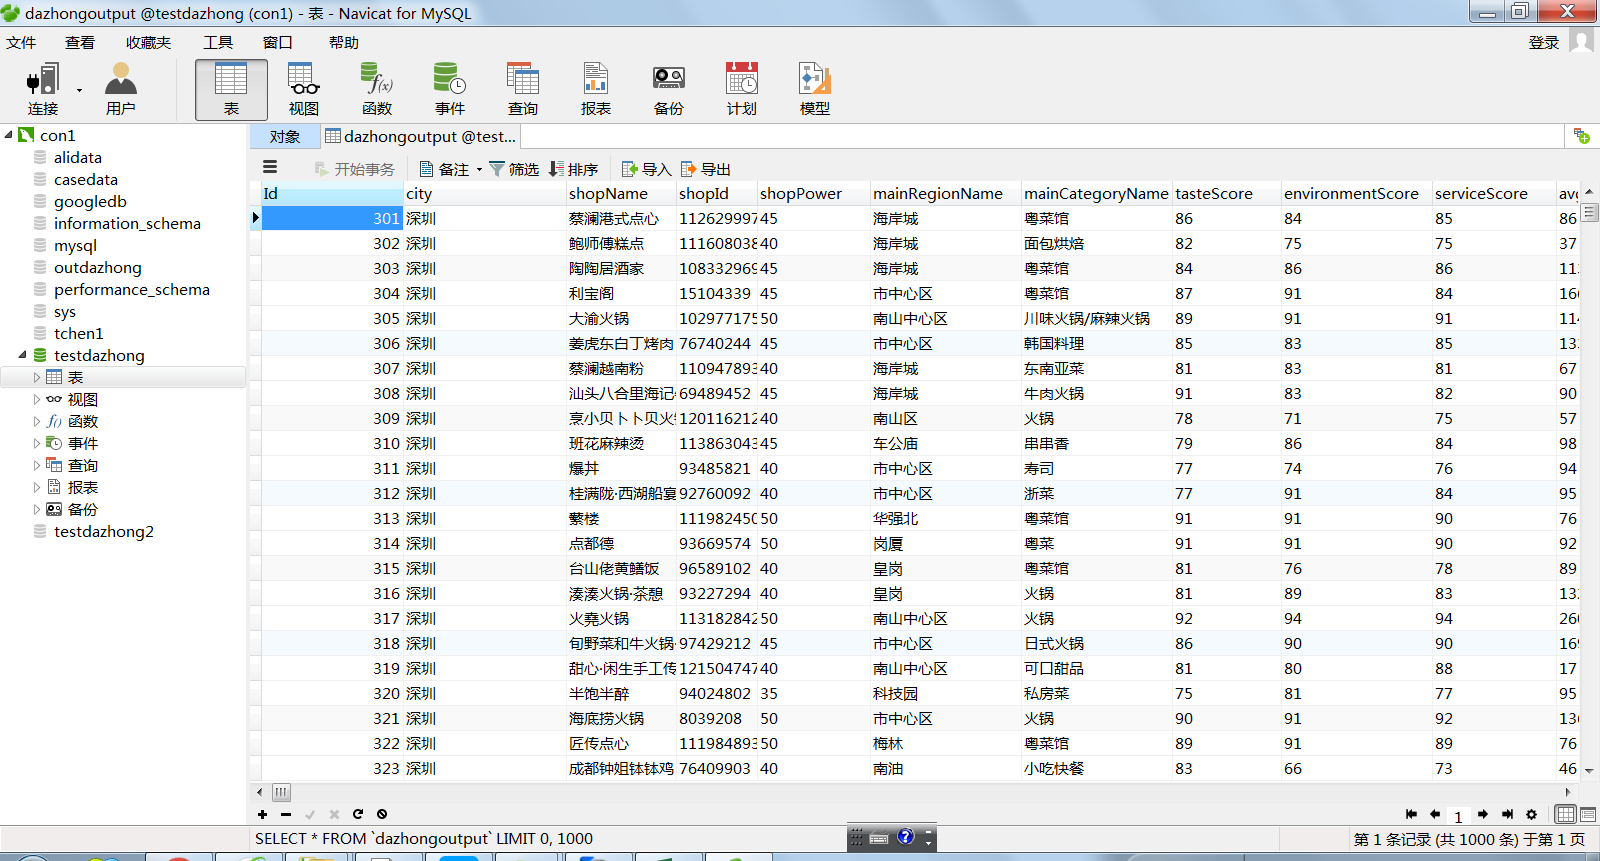 dazhongoutput @testdazhong (con1) - 表 - Navicat for MySQL
文件 查看 收藏夹 工具 窗口 帮助 登录
连接 用户 表 视图 函数 事件 查询 报表 备份 计划 模型
con1
alidata
casedata
googledb
information_schema
mysql
outdazhong
performance_schema
sys
tchen1
testdazhong
表
视图
函数
事件
查询
报表
备份
testdazhong2
对象 dazhongoutput @test...
开始事务 备注 筛选 排序 导入 导出
Id city shopName shopId shopPower mainRegionName mainCategoryName tasteScore environmentScore serviceScore avg
301 深圳 蔡澜港式点心 112629997 45 海岸城 粤菜馆 86 84 85 86
302 深圳 鲍师傅糕点 111608038 40 海岸城 面包烘焙 82 75 75 37
303 深圳 陶陶居酒家 108332969 45 海岸城 粤菜馆 84 86 86 11
304 深圳 利宝阁 15104339 45 市中心区 粤菜馆 87 91 84 16
305 深圳 大渝火锅 102977175 50 南山中心区 川味火锅/麻辣火锅 89 91 91 114
306 深圳 姜虎东白丁烤肉 76740244 45 市中心区 韩国料理 85 83 85 13
307 深圳 蔡澜越南粉 110947893 40 海岸城 东南亚菜 81 83 81 67
308 深圳 汕头八合里海记 69489452 45 海岸城 牛肉火锅 91 83 82 90
309 深圳 烹小贝卜卜贝火 120116212 40 南山区 火锅 78 71 75 57
310 深圳 班花麻辣烫 113863043 45 车公庙 串串香 79 86 84 98
311 深圳 爆丼 93485821 40 市中心区 寿司 77 74 76 94
312 深圳 桂满陇·西湖船宴 92760092 40 市中心区 浙菜 77 91 84 95
313 深圳 蘩楼 111982450 50 华强北 粤菜馆 91 91 90 76
314 深圳 点都德 93669574 50 岗厦 粤菜 91 91 90 92
315 深圳 台山佬黄鳝饭 96589102 40 皇岗 粤菜馆 81 76 78 89
316 深圳 湊湊火锅·茶憩 93227294 40 皇岗 火锅 81 89 83 13
317 深圳 火堯火锅 113182842 50 南山中心区 火锅 92 94 94 26
318 深圳 旬野菜和牛火锅 97429212 45 市中心区 日式火锅 86 90 90 16
319 深圳 甜心·闲生手工传 121504747 40 南山中心区 可口甜品 81 80 88 17
320 深圳 半饱半醉 94024802 35 科技园 私房菜 75 81 77 95
321 深圳 海底捞火锅 8039208 50 市中心区 火锅 90 91 92 13
322 深圳 匠传点心 111984893 50 梅林 粤菜馆 89 91 89 76
323 深圳 成都钟姐钵钵鸡 76409903 40 南油 小吃快餐 83 66 73 46
1
SELECT * FROM `dazhongoutput` LIMIT 0, 1000
第 1 条记录 (共 1000 条) 于第 1 页